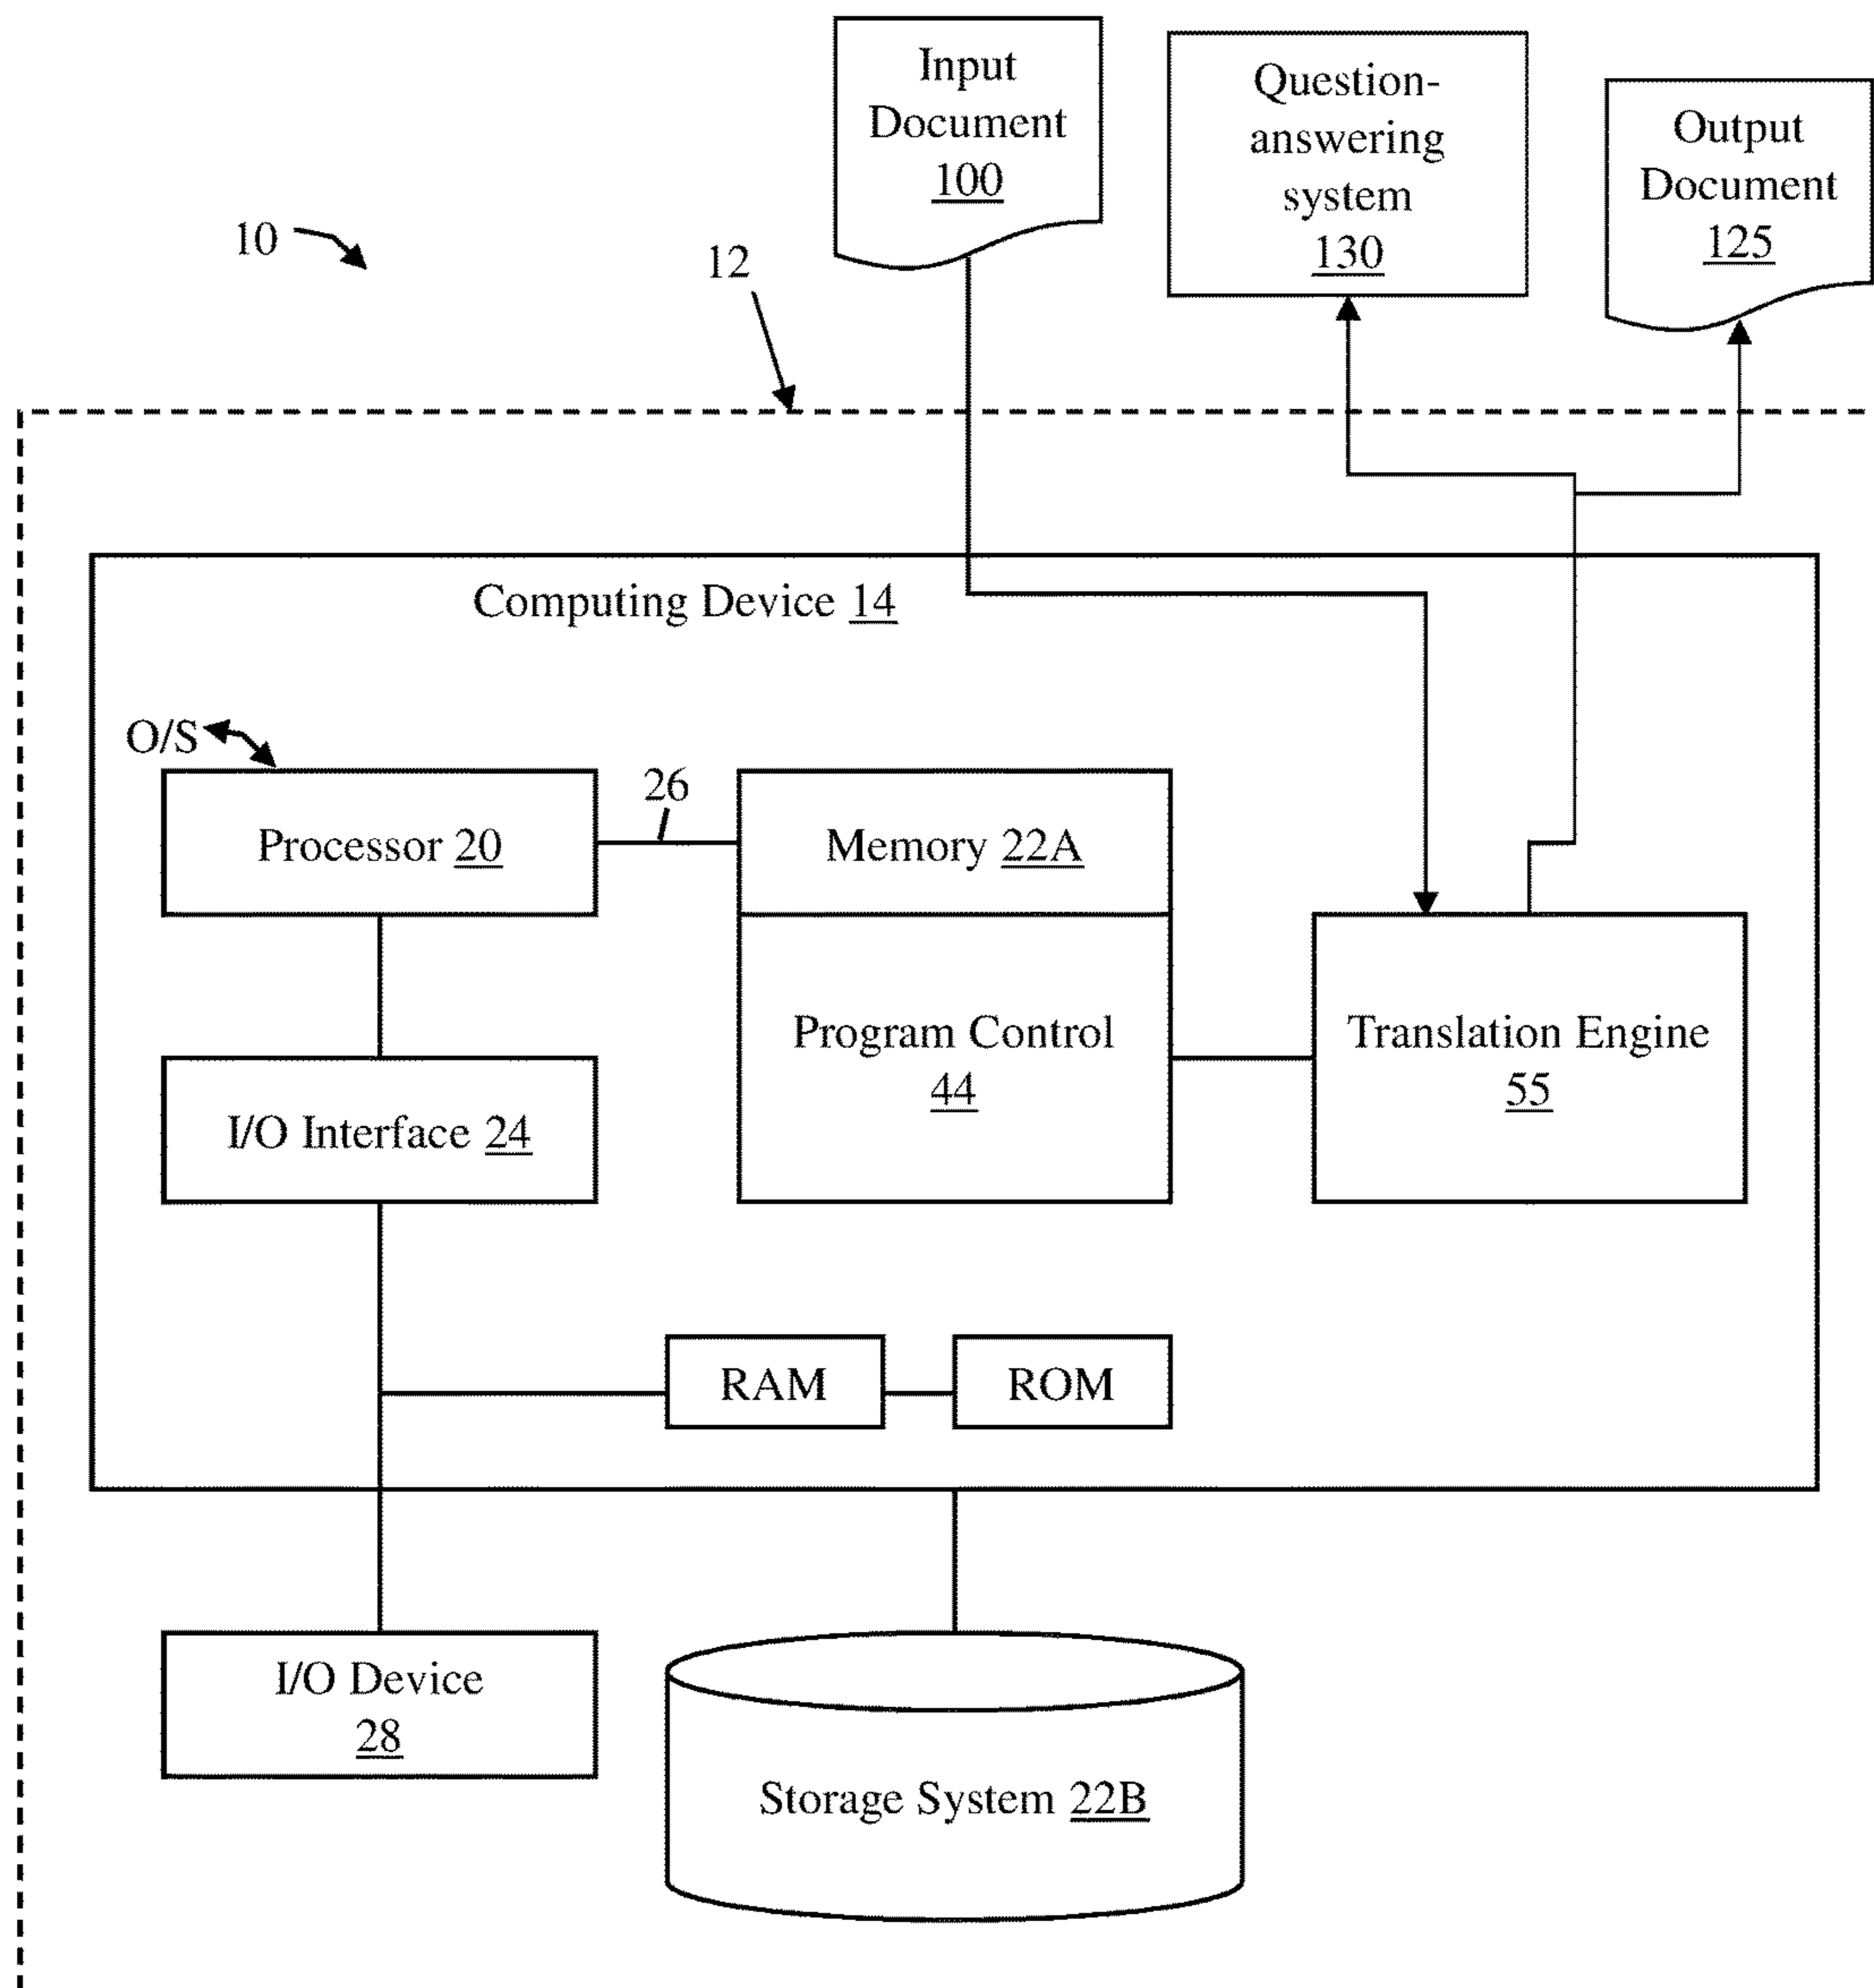 Input
Document
100
Question-
answering
system
130
Output
Document
125
10
12
Computing Device 14
O/S
26
Processor 20
Memory 22A
Program Control
44
Translation Engine
55
I/O Interface 24
RAM
ROM
I/O Device
28
Storage System 22B